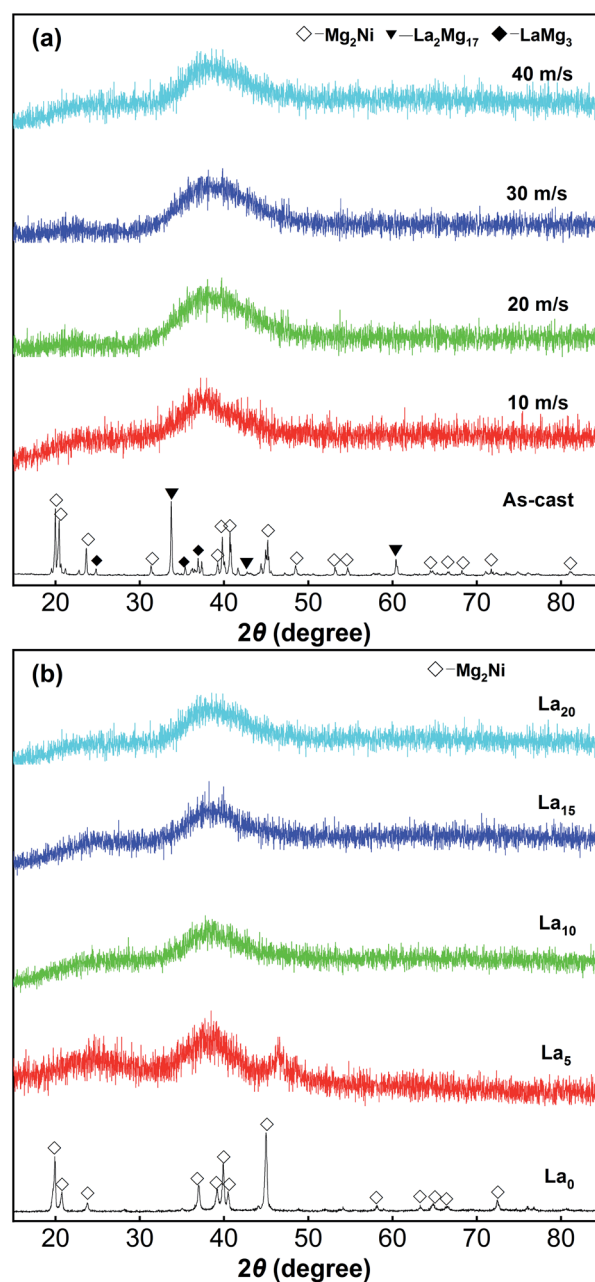 (a)
◇–Mg₂Ni ▼–La₂Mg₁₇ ◆–LaMg₃
40 m/s
30 m/s
20 m/s
10 m/s
As-cast
20 30 40 50 60 70 80
2θ (degree)
(b)
◇–Mg₂Ni
La₂₀
La₁₅
La₁₀
La₅
La₀
20 30 40 50 60 70 80
2θ (degree)